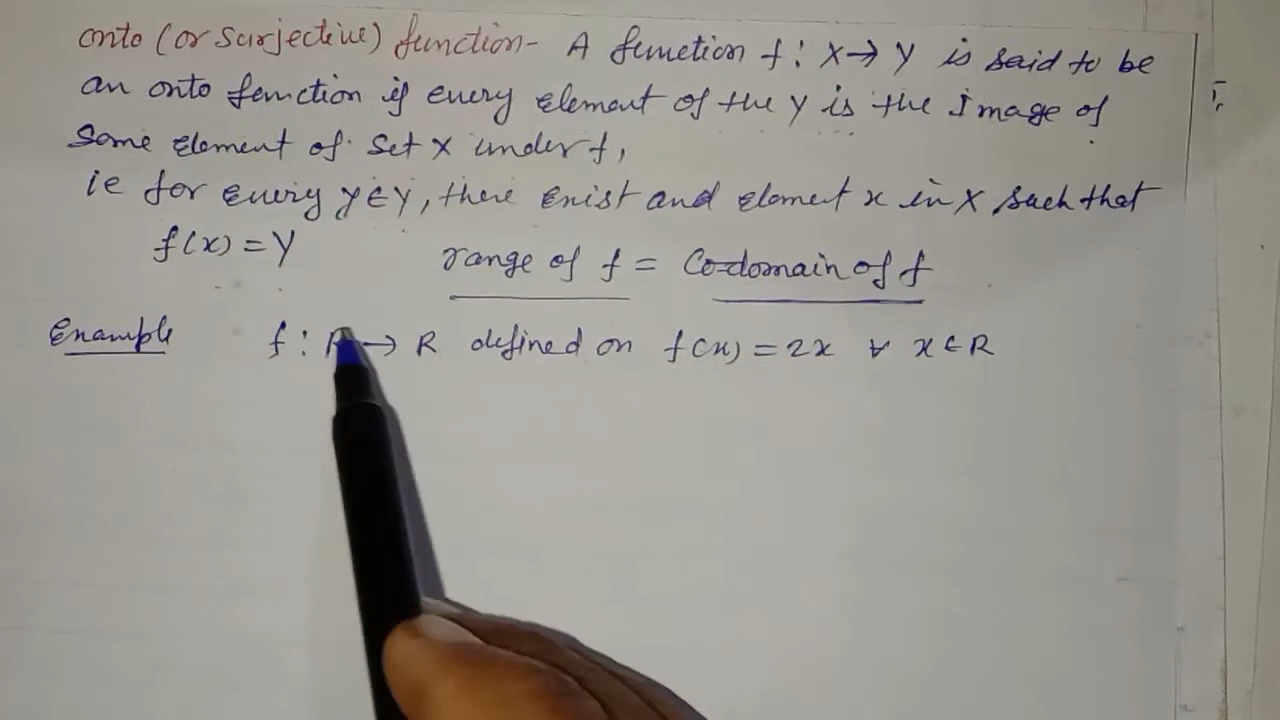 onto (or surjective) function- A function f : X → Y is said to be
an onto function if every element of the Y is the Image of
Some element of Set X under f,
ie for every y ∈ Y, there exist and element x in X such that
f(x) = Y
range of f = Co-domain of f
Example f : R → R defined on f(x) = 2x ∀ x ∈ R